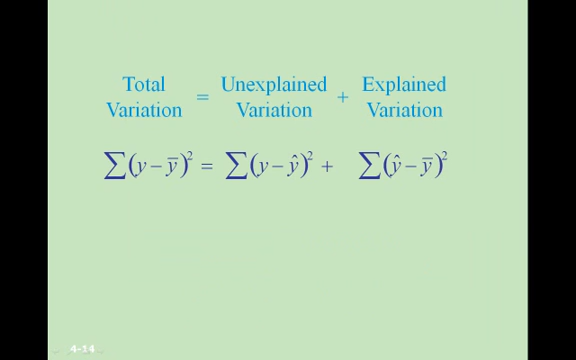 Total Variation = Unexplained Variation + Explained Variation
∑(y − ȳ)² = ∑(y − ŷ)² + ∑(ŷ − ȳ)²
4-14